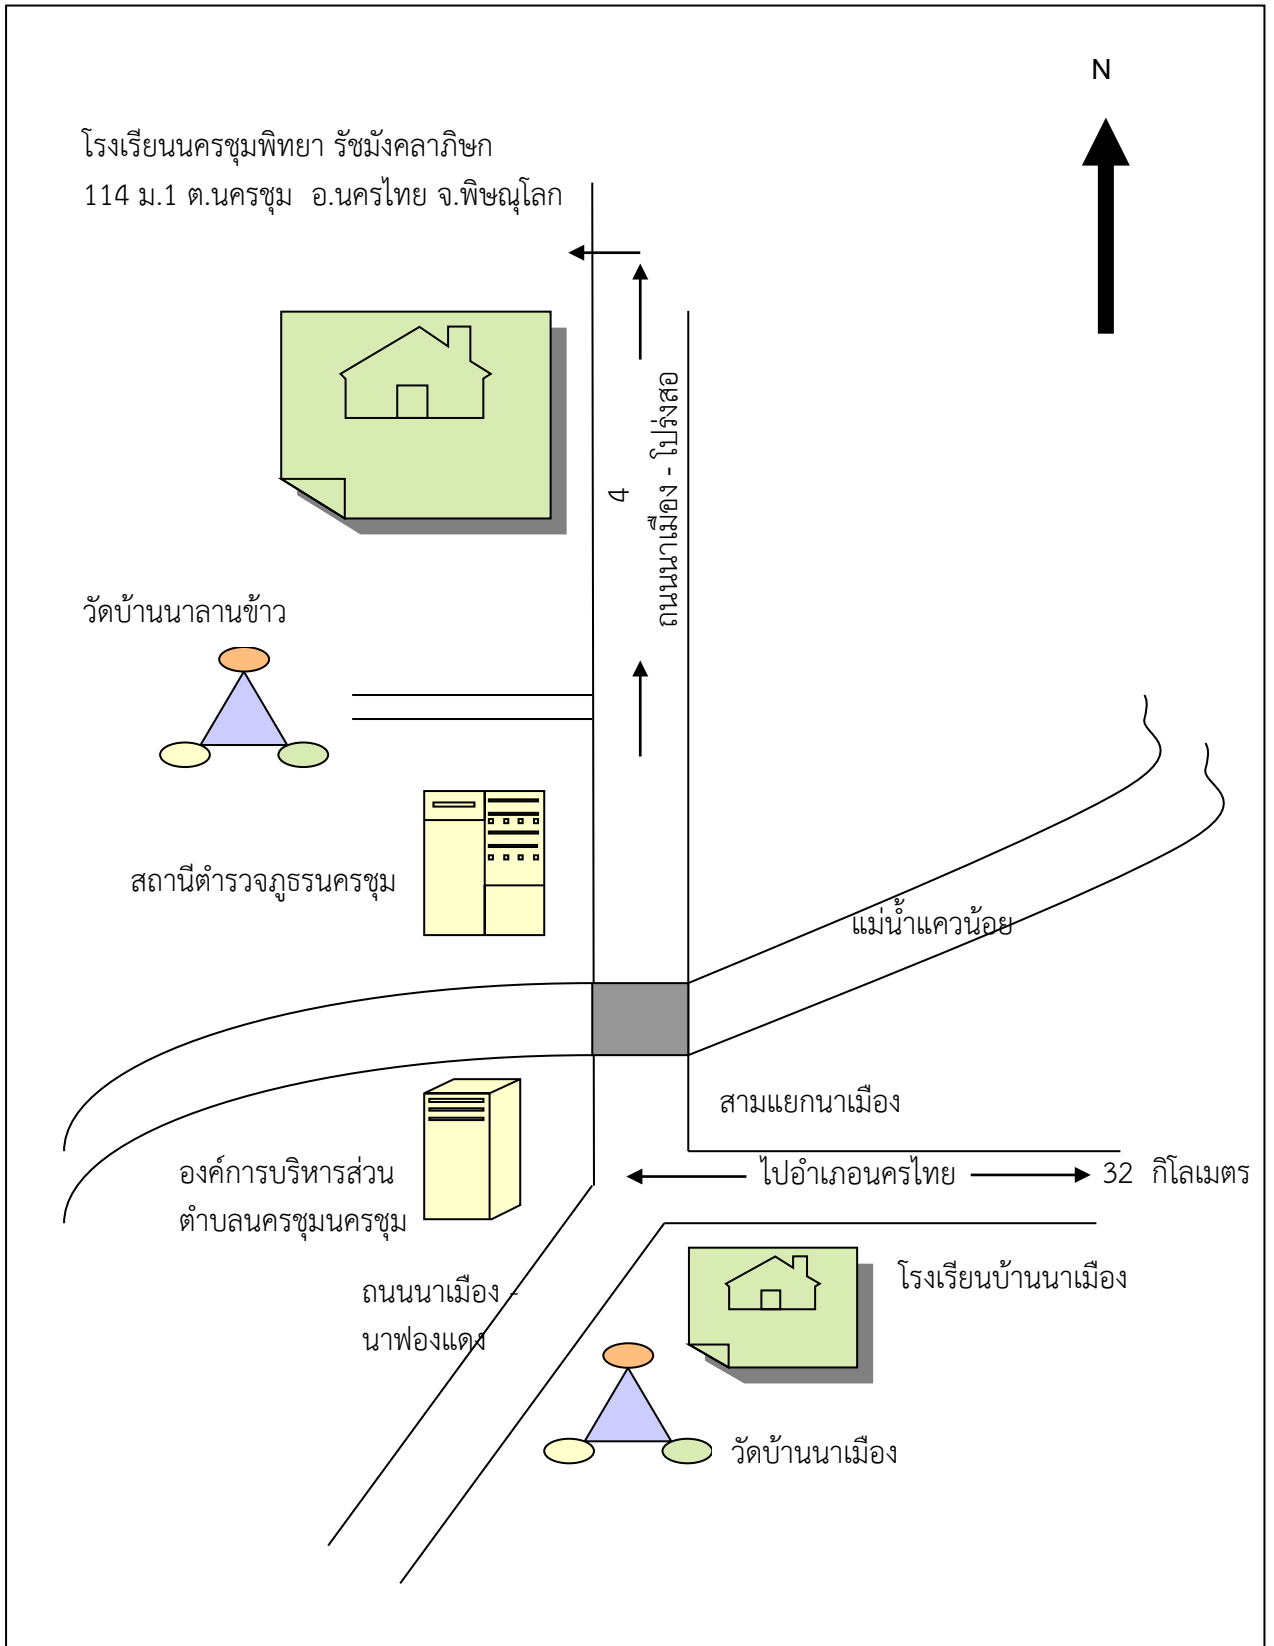 N
โรงเรียนนครชุมพิทยา รัชมังคลาภิษก
114 ม.1 ต.นครชุม อ.นครไทย จ.พิษณุโลก
4
ถนนนาเมือง - โปร่งสอ
วัดบ้านนาลานข้าว
สถานีตำรวจภูธรนครชุม
แม่น้ำแควน้อย
สามแยกนาเมือง
ไปอำเภอนครไทย 32 กิโลเมตร
องค์การบริหารส่วน
ตำบลนครชุมนครชุม
ถนนนาเมือง -
นาฟองแดง
โรงเรียนบ้านนาเมือง
วัดบ้านนาเมือง